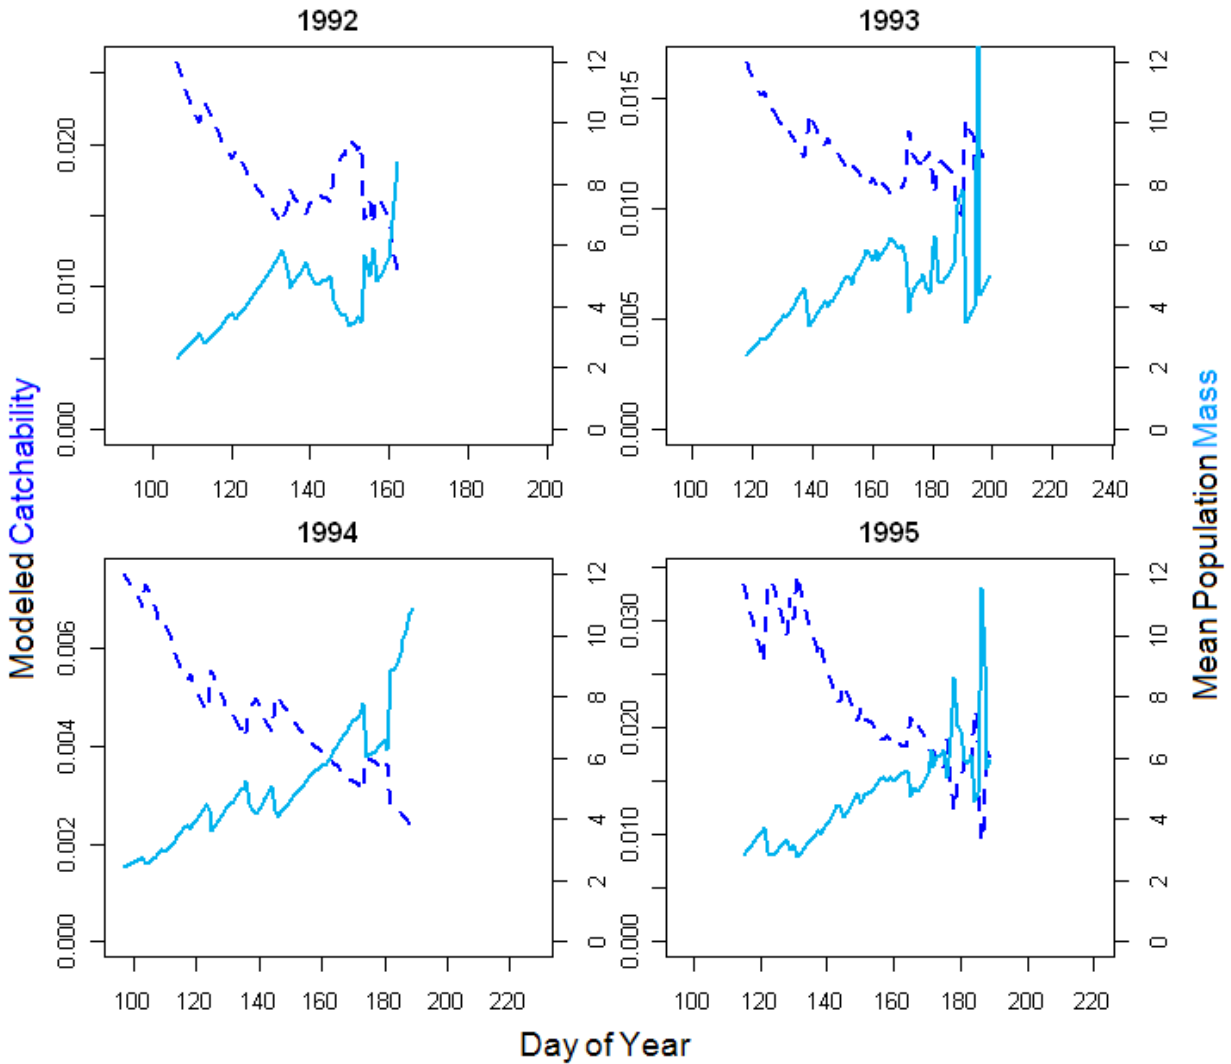 1992
1993
0.000 0.010 0.020
0 2 4 6 8 10 12
100 120 140 160 180 200
0.000 0.005 0.010 0.015
0 2 4 6 8 10 12
100 120 140 160 180 200 220 240
Modeled Catchability
Mean Population Mass
1994
1995
0.000 0.002 0.004 0.006
0 2 4 6 8 10 12
100 120 140 160 180 200 220
0.000 0.010 0.020 0.030
0 2 4 6 8 10 12
100 120 140 160 180 200 220
Day of Year